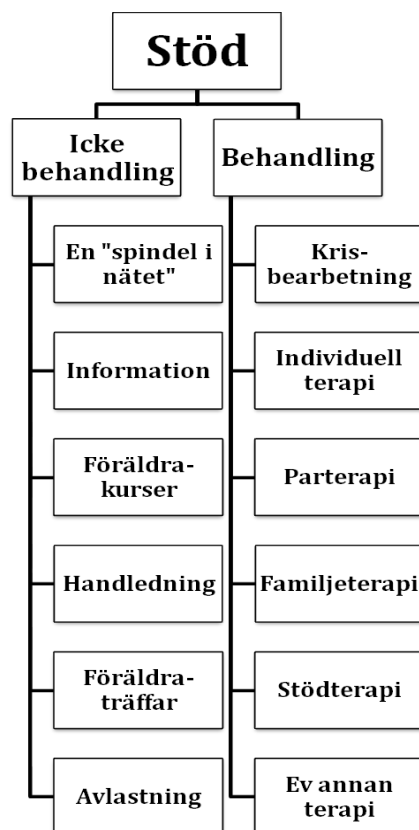 Stöd
Icke
behandling
En "spindel i
nätet"
Information
Föräldra-
kurser
Handledning
Föräldra-
träffar
Avlastning
Behandling
Kris-
bearbetning
Individuell
terapi
Parterapi
Familjeterapi
Stödterapi
Ev annan
terapi